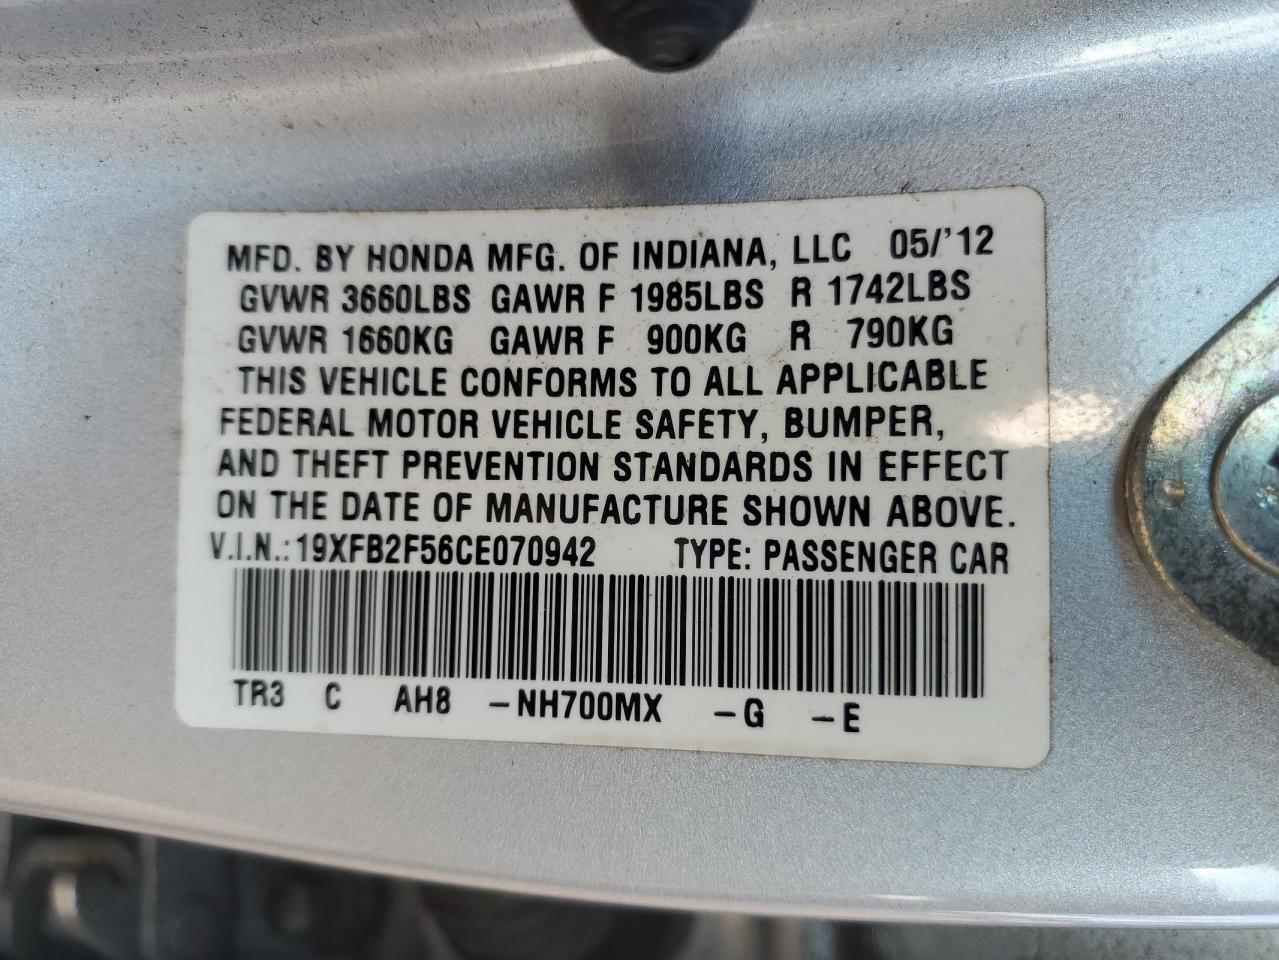 MFD. BY HONDA MFG. OF INDIANA, LLC 05/'12
GVWR 3660LBS GAWR F 1985LBS R 1742LBS
GVWR 1660KG GAWR F 900KG R 790KG
THIS VEHICLE CONFORMS TO ALL APPLICABLE
FEDERAL MOTOR VEHICLE SAFETY, BUMPER,
AND THEFT PREVENTION STANDARDS IN EFFECT
ON THE DATE OF MANUFACTURE SHOWN ABOVE.
V.I.N.:19XFB2F56CE070942 TYPE: PASSENGER CAR
TR3 C AH8 -NH700MX -G -E